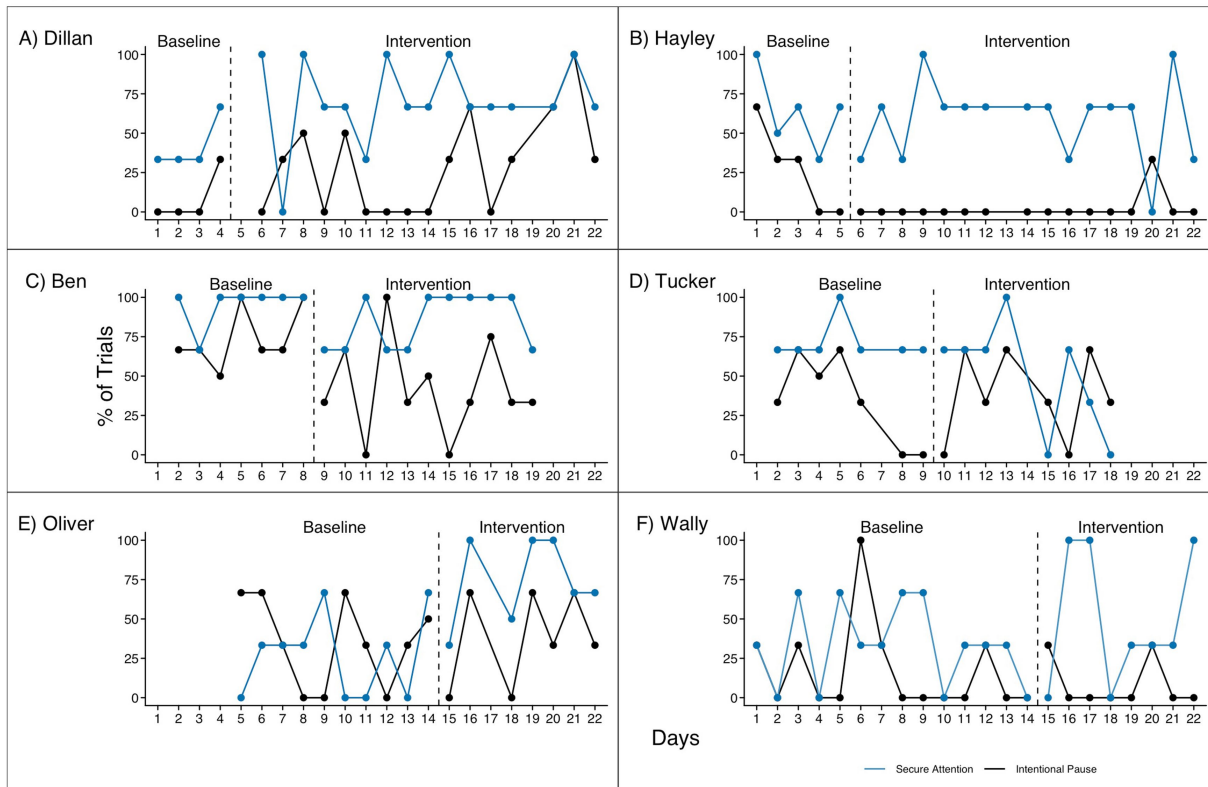 A) Dillan
Baseline
Intervention
100
75
50
25
0
1 2 3 4 5 6 7 8 9 10 11 12 13 14 15 16 17 18 19 20 21 22
B) Hayley
Baseline
Intervention
100
75
50
25
0
1 2 3 4 5 6 7 8 9 10 11 12 13 14 15 16 17 18 19 20 21 22
C) Ben
Baseline
Intervention
% of Trials
100
75
50
25
0
1 2 3 4 5 6 7 8 9 10 11 12 13 14 15 16 17 18 19 20 21 22
D) Tucker
Baseline
Intervention
100
75
50
25
0
1 2 3 4 5 6 7 8 9 10 11 12 13 14 15 16 17 18 19 20 21 22
E) Oliver
Baseline
Intervention
100
75
50
25
0
1 2 3 4 5 6 7 8 9 10 11 12 13 14 15 16 17 18 19 20 21 22
F) Wally
Baseline
Intervention
100
75
50
25
0
1 2 3 4 5 6 7 8 9 10 11 12 13 14 15 16 17 18 19 20 21 22
Days
Secure Attention Intentional Pause